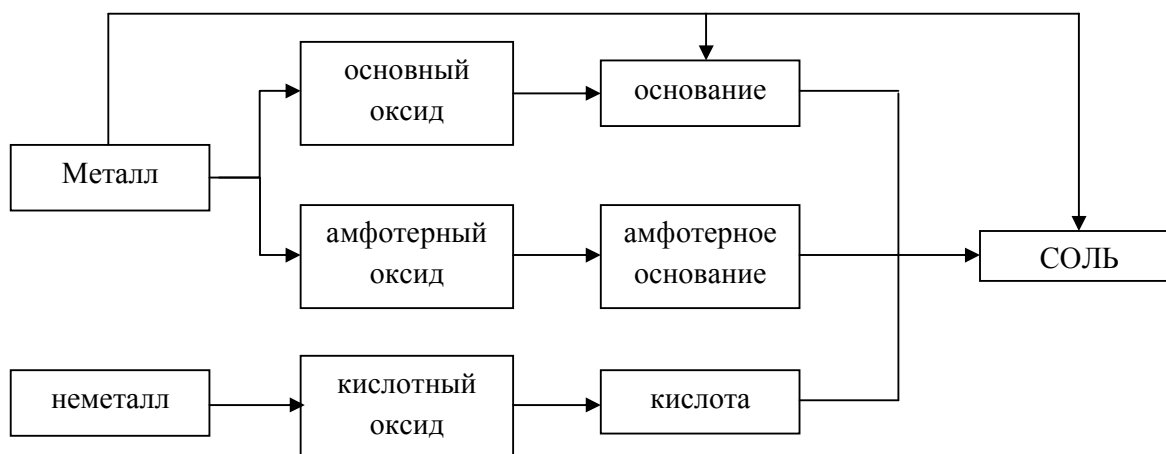 основный
оксид
основание
Металл
амфотерный
оксид
амфотерное
основание
СОЛЬ
неметалл
кислотный
оксид
кислота